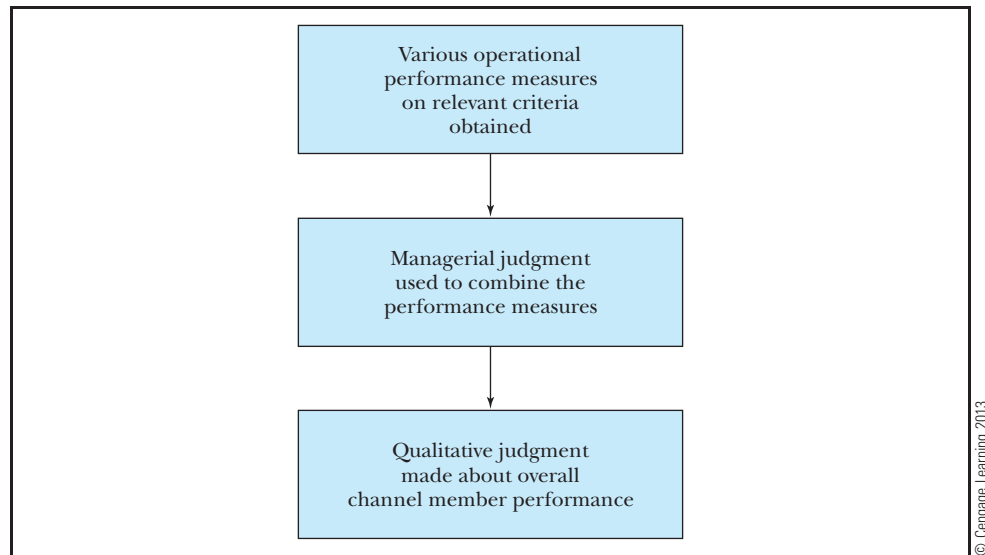 Various operational
performance measures
on relevant criteria
obtained
Managerial judgment
used to combine the
performance measures
Qualitative judgment
made about overall
channel member performance
© Cengage Learning 2013